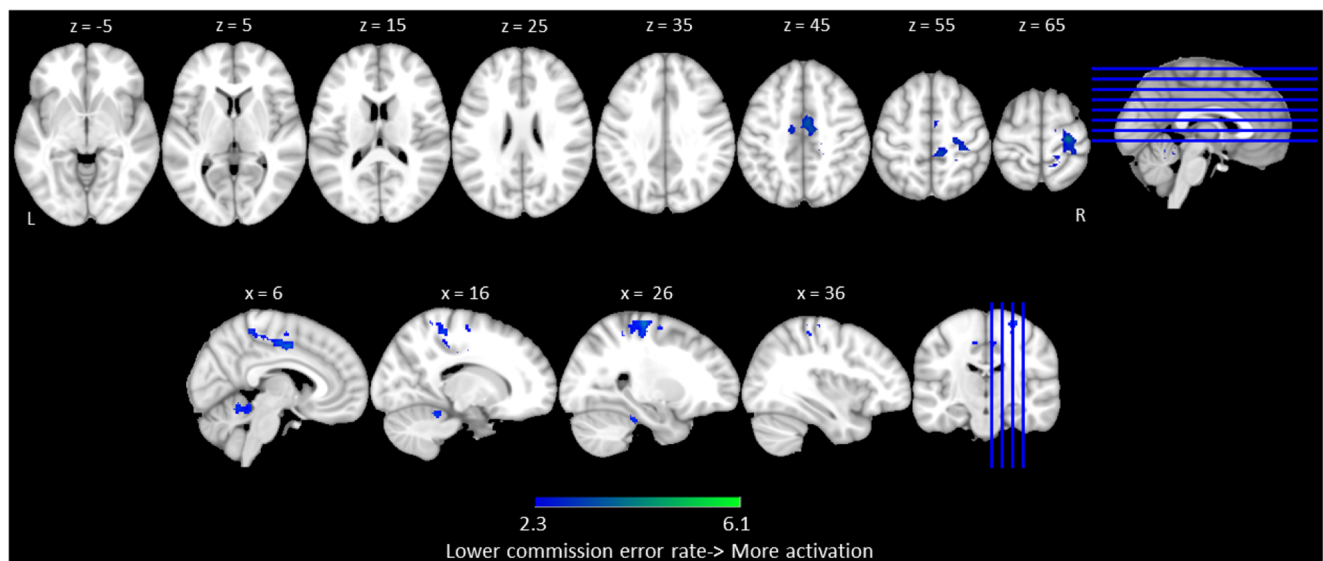 z = -5 z = 5 z = 15 z = 25 z = 35 z = 45 z = 55 z = 65
L R
x = 6 x = 16 x = 26 x = 36
2.3 6.1
Lower commission error rate-> More activation